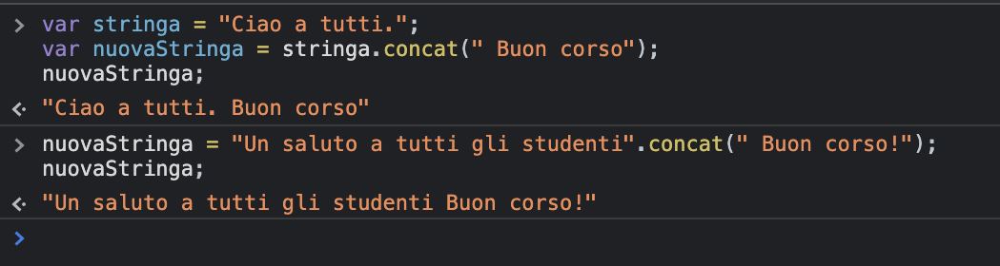 > var stringa = "Ciao a tutti.";
var nuovaStringa = stringa.concat(" Buon corso");
nuovaStringa;
"Ciao a tutti. Buon corso"
> nuovaStringa = "Un saluto a tutti gli studenti".concat(" Buon corso!");
nuovaStringa;
"Un saluto a tutti gli studenti Buon corso!"
>